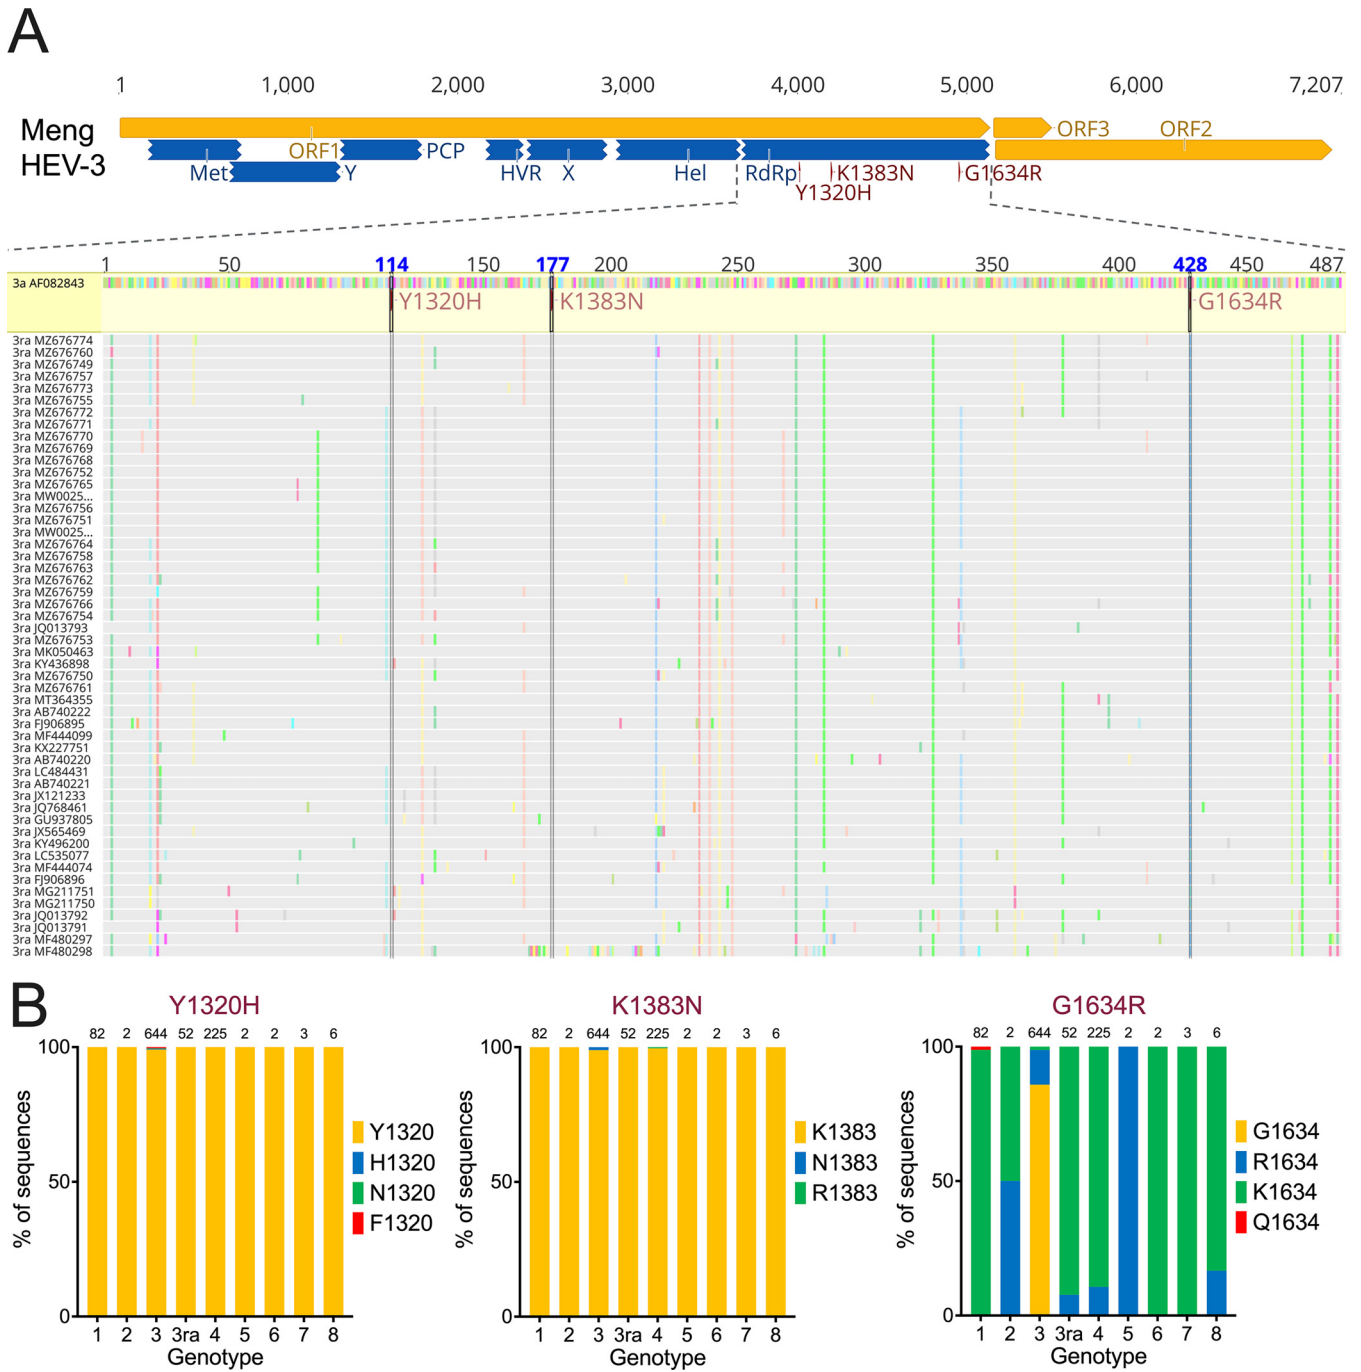 A
1 1,000 2,000 3,000 4,000 5,000 6,000 7,207
Meng
HEV-3
ORF3 ORF2
ORF1 PCP
Met Y HVR X Hel RdRp K1383N G1634R
Y1320H
1 50 114 150 177 200 250 300 350 400 428 450 487
3a AF082843
Y1320H K1383N G1634R
3ra MZ676774
3ra MZ676760
3ra MZ676749
3ra MZ676757
3ra MZ676773
3ra MZ676755
3ra MZ676772
3ra MZ676771
3ra MZ676770
3ra MZ676769
3ra MZ676768
3ra MZ676752
3ra MZ676765
3ra MW0025...
3ra MZ676756
3ra MZ676751
3ra MW0025...
3ra MZ676764
3ra MZ676758
3ra MZ676763
3ra MZ676762
3ra MZ676759
3ra MZ676766
3ra MZ676754
3ra JQ013793
3ra MZ676753
3ra MK050463
3ra KY436898
3ra MZ676750
3ra MZ676761
3ra MT364355
3ra AB740222
3ra FJ906895
3ra MF444099
3ra KX227751
3ra AB740220
3ra LC484431
3ra AB740221
3ra JX121233
3ra JQ768461
3ra GU937805
3ra JX565469
3ra KY496200
3ra LC535077
3ra MF444074
3ra FJ906896
3ra MG211751
3ra MG211750
3ra JQ013792
3ra JQ013791
3ra MF480297
3ra MF480298
B
Y1320H
82 2 644 52 225 2 2 3 6
100
50
0
% of sequences
1 2 3 3ra 4 5 6 7 8
Genotype
Y1320
H1320
N1320
F1320
K1383N
82 2 644 52 225 2 2 3 6
100
50
0
% of sequences
1 2 3 3ra 4 5 6 7 8
Genotype
K1383
N1383
R1383
G1634R
82 2 644 52 225 2 2 3 6
100
50
0
% of sequences
1 2 3 3ra 4 5 6 7 8
Genotype
G1634
R1634
K1634
Q1634